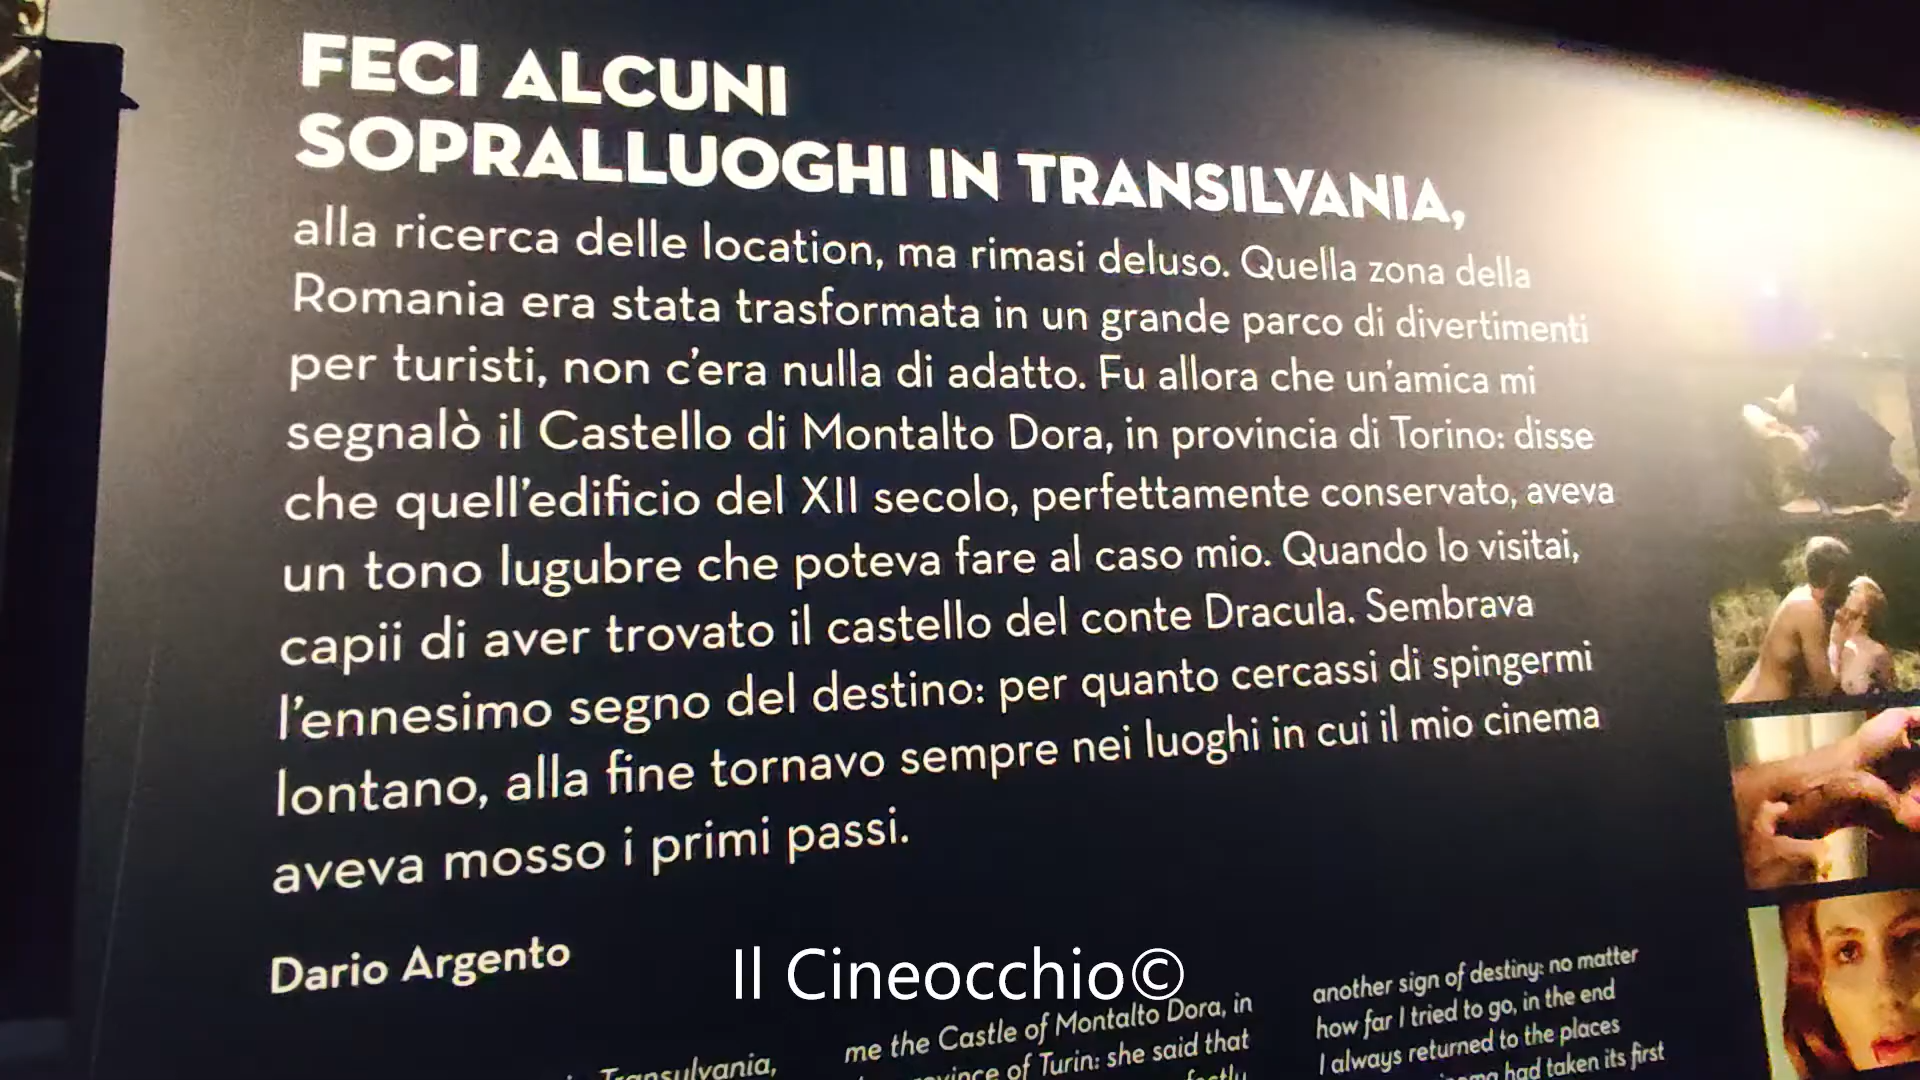 FECI ALCUNI
SOPRALLUOGHI IN TRANSILVANIA,
alla ricerca delle location, ma rimasi deluso. Quella zona della
Romania era stata trasformata in un grande parco di divertimenti
per turisti, non c'era nulla di adatto. Fu allora che un'amica mi
segnalò il Castello di Montalto Dora, in provincia di Torino: disse
che quell'edificio del XII secolo, perfettamente conservato, aveva
un tono lugubre che poteva fare al caso mio. Quando lo visitai,
capii di aver trovato il castello del conte Dracula. Sembrava
l'ennesimo segno del destino: per quanto cercassi di spingermi
lontano, alla fine tornavo sempre nei luoghi in cui il mio cinema
aveva mosso i primi passi.
Dario Argento
Il Cineocchio©
Transylvania,
me the Castle of Montalto Dora, in
of Turin: she said that
another sign of destiny: no matter
how far I tried to go, in the end
I always returned to the places
had taken its first